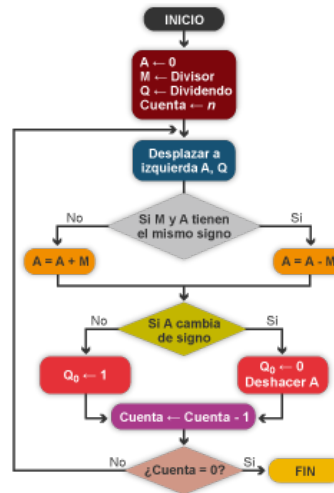 INICIO
A ← 0
M ← Divisor
Q ← Dividendo
Cuenta ← n
Desplazar a
izquierda A, Q
Si M y A tienen
el mismo signo
No
Si
A = A + M
A = A - M
Si A cambia
de signo
No
Si
Q₀ ← 1
Q₀ ← 0
Deshacer A
Cuenta ← Cuenta - 1
¿Cuenta = 0?
No
Si
FIN